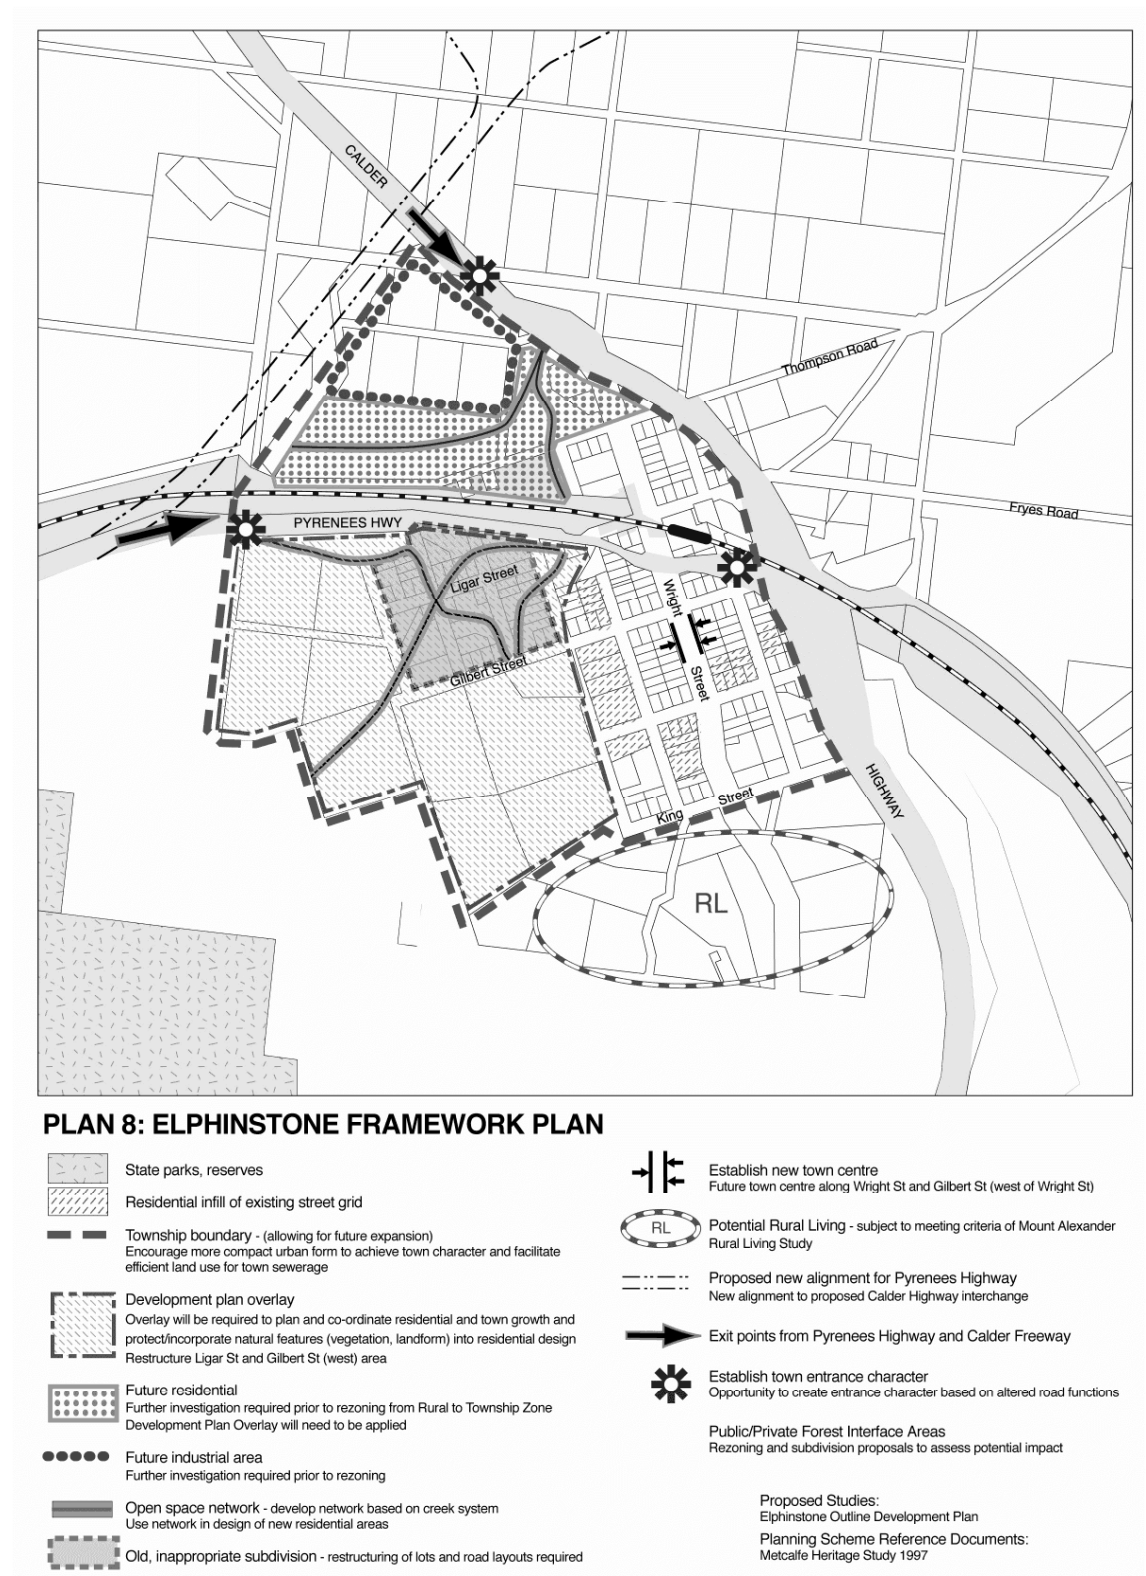 CALDER
Thompson Road
Fryes Road
PYRENEES HWY
Ligar Street
Wright
Gilbert Street
Street
HIGHWAY
King Street
RL
PLAN 8: ELPHINSTONE FRAMEWORK PLAN
State parks, reserves
Residential infill of existing street grid
Township boundary - (allowing for future expansion)
Encourage more compact urban form to achieve town character and facilitate
efficient land use for town sewerage
Development plan overlay
Overlay will be required to plan and co-ordinate residential and town growth and
protect/incorporate natural features (vegetation, landform) into residential design
Restructure Ligar St and Gilbert St (west) area
Future residential
Further investigation required prior to rezoning from Rural to Township Zone
Development Plan Overlay will need to be applied
Future industrial area
Further investigation required prior to rezoning
Open space network - develop network based on creek system
Use network in design of new residential areas
Old, inappropriate subdivision - restructuring of lots and road layouts required
Establish new town centre
Future town centre along Wright St and Gilbert St (west of Wright St)
RL
Potential Rural Living - subject to meeting criteria of Mount Alexander
Rural Living Study
Proposed new alignment for Pyrenees Highway
New alignment to proposed Calder Highway interchange
Exit points from Pyrenees Highway and Calder Freeway
Establish town entrance character
Opportunity to create entrance character based on altered road functions
Public/Private Forest Interface Areas
Rezoning and subdivision proposals to assess potential impact
Proposed Studies:
Elphinstone Outline Development Plan
Planning Scheme Reference Documents:
Metcalfe Heritage Study 1997